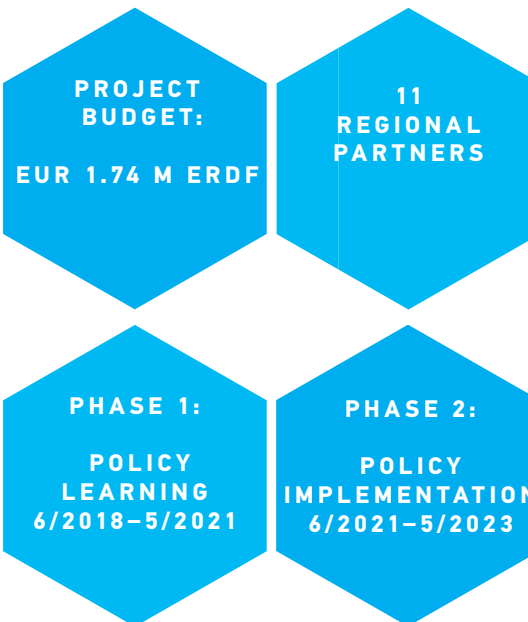 PROJECT
BUDGET:
EUR 1.74 M ERDF
11
REGIONAL
PARTNERS
PHASE 1:
POLICY
LEARNING
6/2018–5/2021
PHASE 2:
POLICY
IMPLEMENTATION
6/2021–5/2023